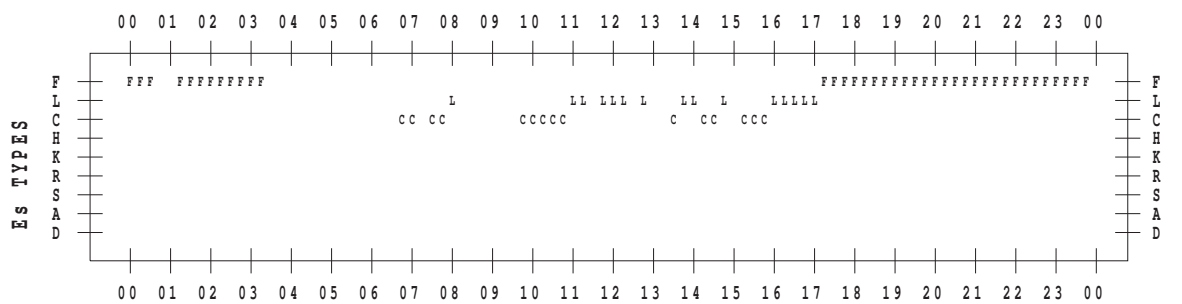 00 01 02 03 04 05 06 07 08 09 10 11 12 13 14 15 16 17 18 19 20 21 22 23 00
F FFF FFFFFFFFF FFFFFFFFFFFFFFFFFFFFFFFFFFF F
L L LL LLL L LL L LLLLL L
C CC CC CCCCC C CC CCC C
H H
K K
R R
S S
A A
D D
Es TYPES
00 01 02 03 04 05 06 07 08 09 10 11 12 13 14 15 16 17 18 19 20 21 22 23 00